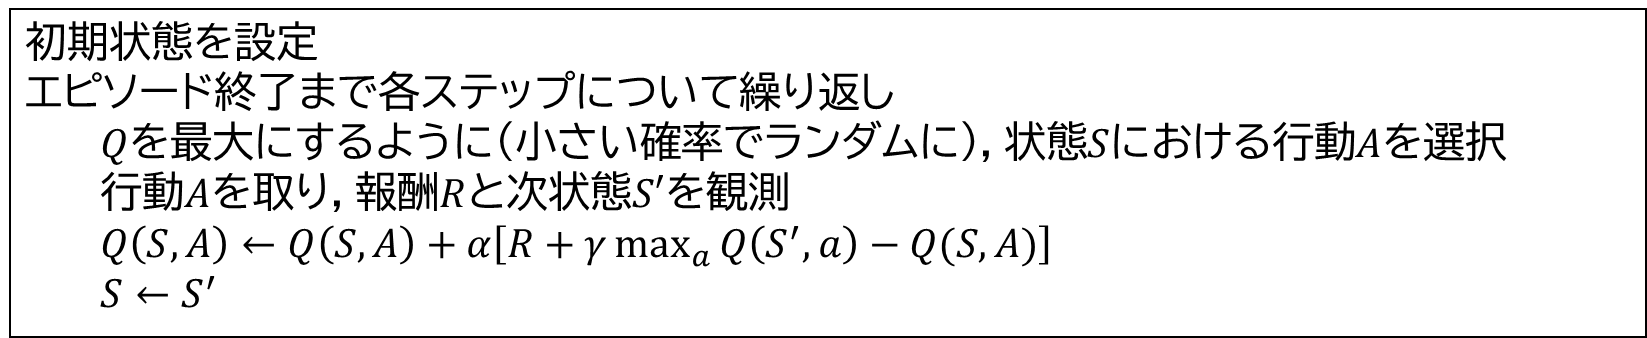 初期状態を設定
エピソード終了まで各ステップについて繰り返し
Qを最大にするように(小さい確率でランダムに), 状態Sにおける行動Aを選択
行動Aを取り, 報酬Rと次状態S′を観測
Q(S, A) ← Q(S, A) + α[R + γ maxₐ Q(S′, a) − Q(S, A)]
S ← S′